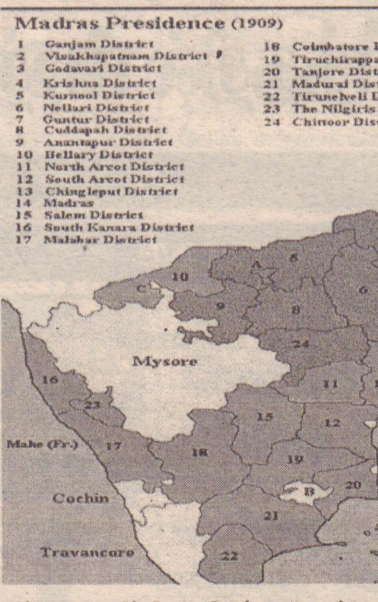 Madras Presidence (1909)
1 Ganjam District
2 Visakhapatnam District
3 Godavari District
4 Krishna District
5 Kurnool District
6 Nellari District
7 Guntur District
8 Cuddapah District
9 Anantapur District
10 Bellary District
11 North Arcot District
12 South Arcot District
13 Chingleput District
14 Madras
15 Salem District
16 South Kanara District
17 Malabar District
18 Coimbatore
19 Tiruchirappa
20 Tanjore Dist
21 Madurai Dist
22 Tirunelveli D
23 The Nilgiris
24 Chittoor Dist
10
A
5
C
9
8
6
24
Mysore
16
11
23
15
12
Mahe (Fr.)
17
18
19
Cochin
B
20
21
Travancore
22